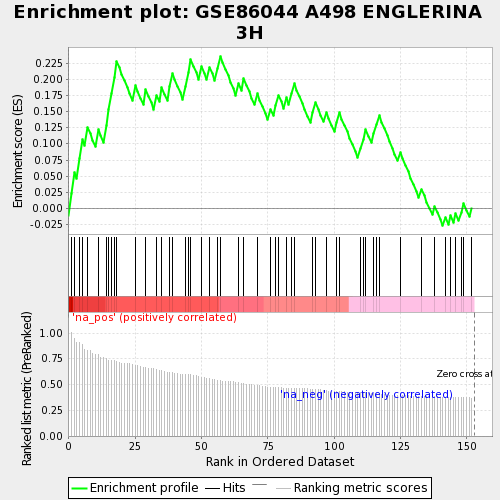 Enrichment plot: GSE86044 A498 ENGLERINA
3H
Enrichment score (ES)
0.225
0.200
0.175
0.150
0.125
0.100
0.075
0.050
0.025
0.000
-0.025
'na_pos' (positively correlated)
Ranked list metric (PreRanked)
1.00
0.75
0.50
0.25
0.00
Zero cross at
'na_neg' (negatively correlated)
0
25
50
75
100
125
150
Rank in Ordered Dataset
Enrichment profile
Hits
Ranking metric scores